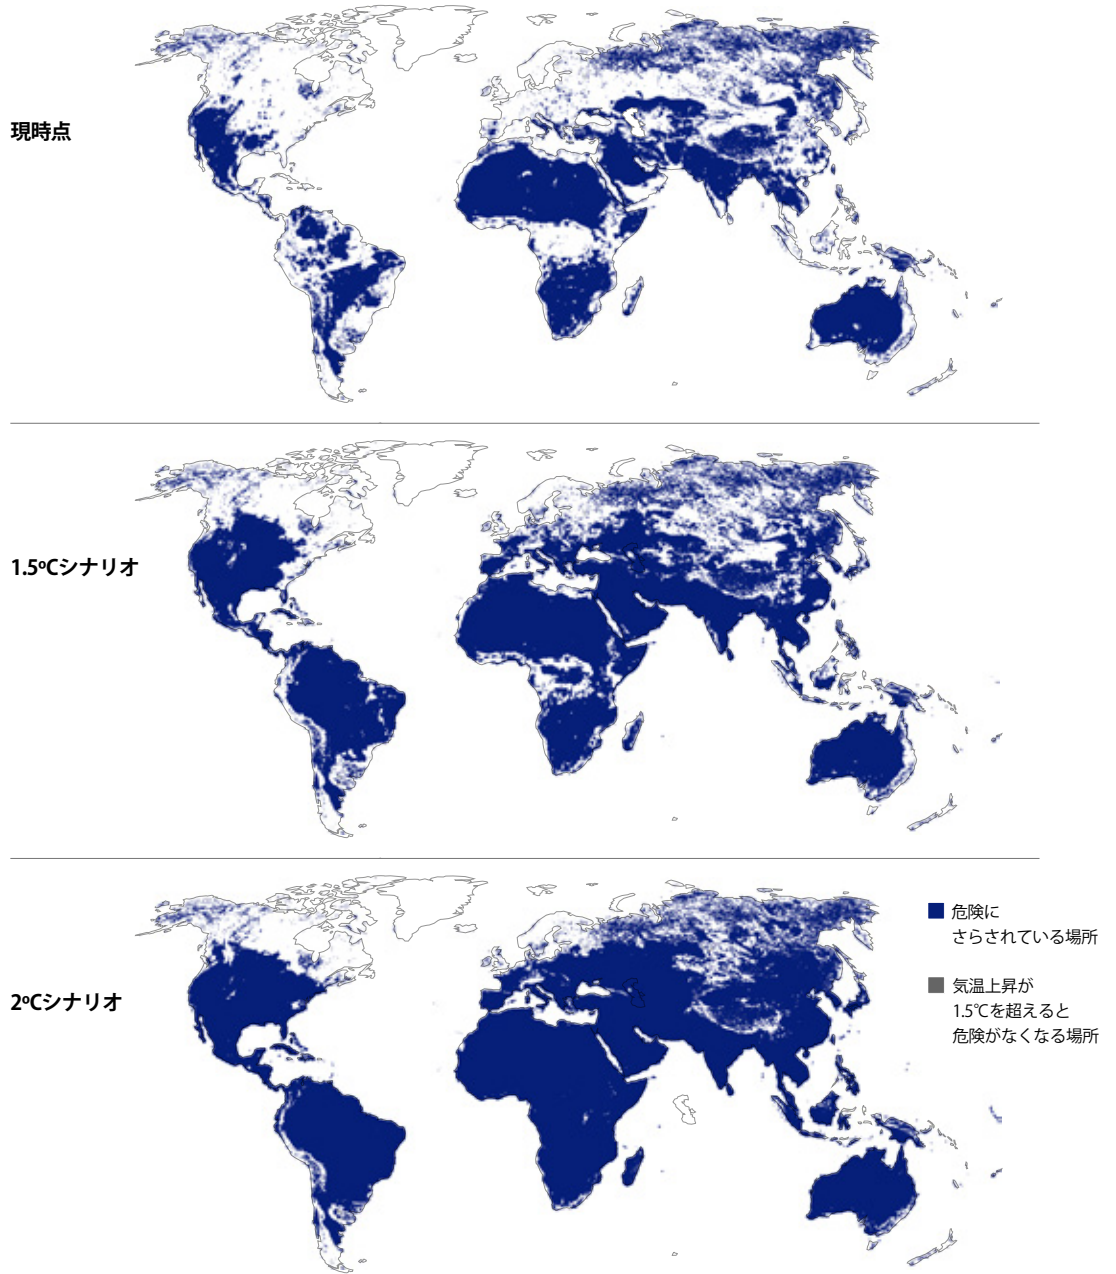 現時点
1.5ºCシナリオ
2ºCシナリオ
危険に
さらされている場所
気温上昇が
1.5℃を超えると
危険がなくなる場所